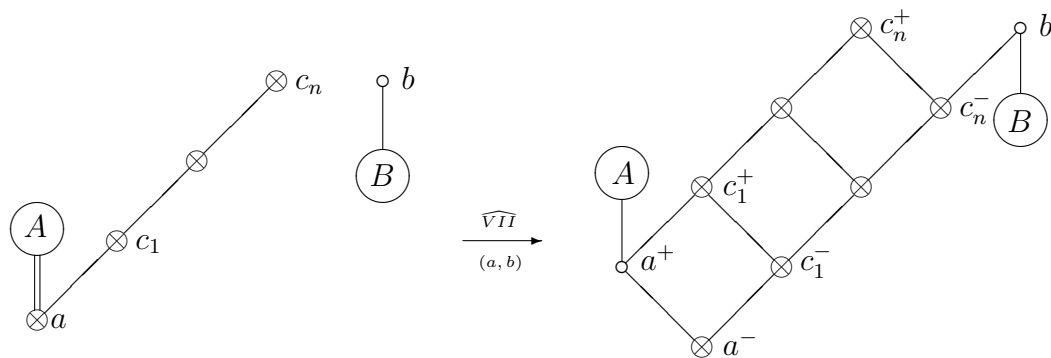 $c_n$
$b$
$B$
$A$
$c_1$
$a$
$\widehat{VII}$
$(a, b)$
$c_n^+$
$b$
$c_n^-$
$B$
$A$
$c_1^+$
$a^+$
$c_1^-$
$a^-$